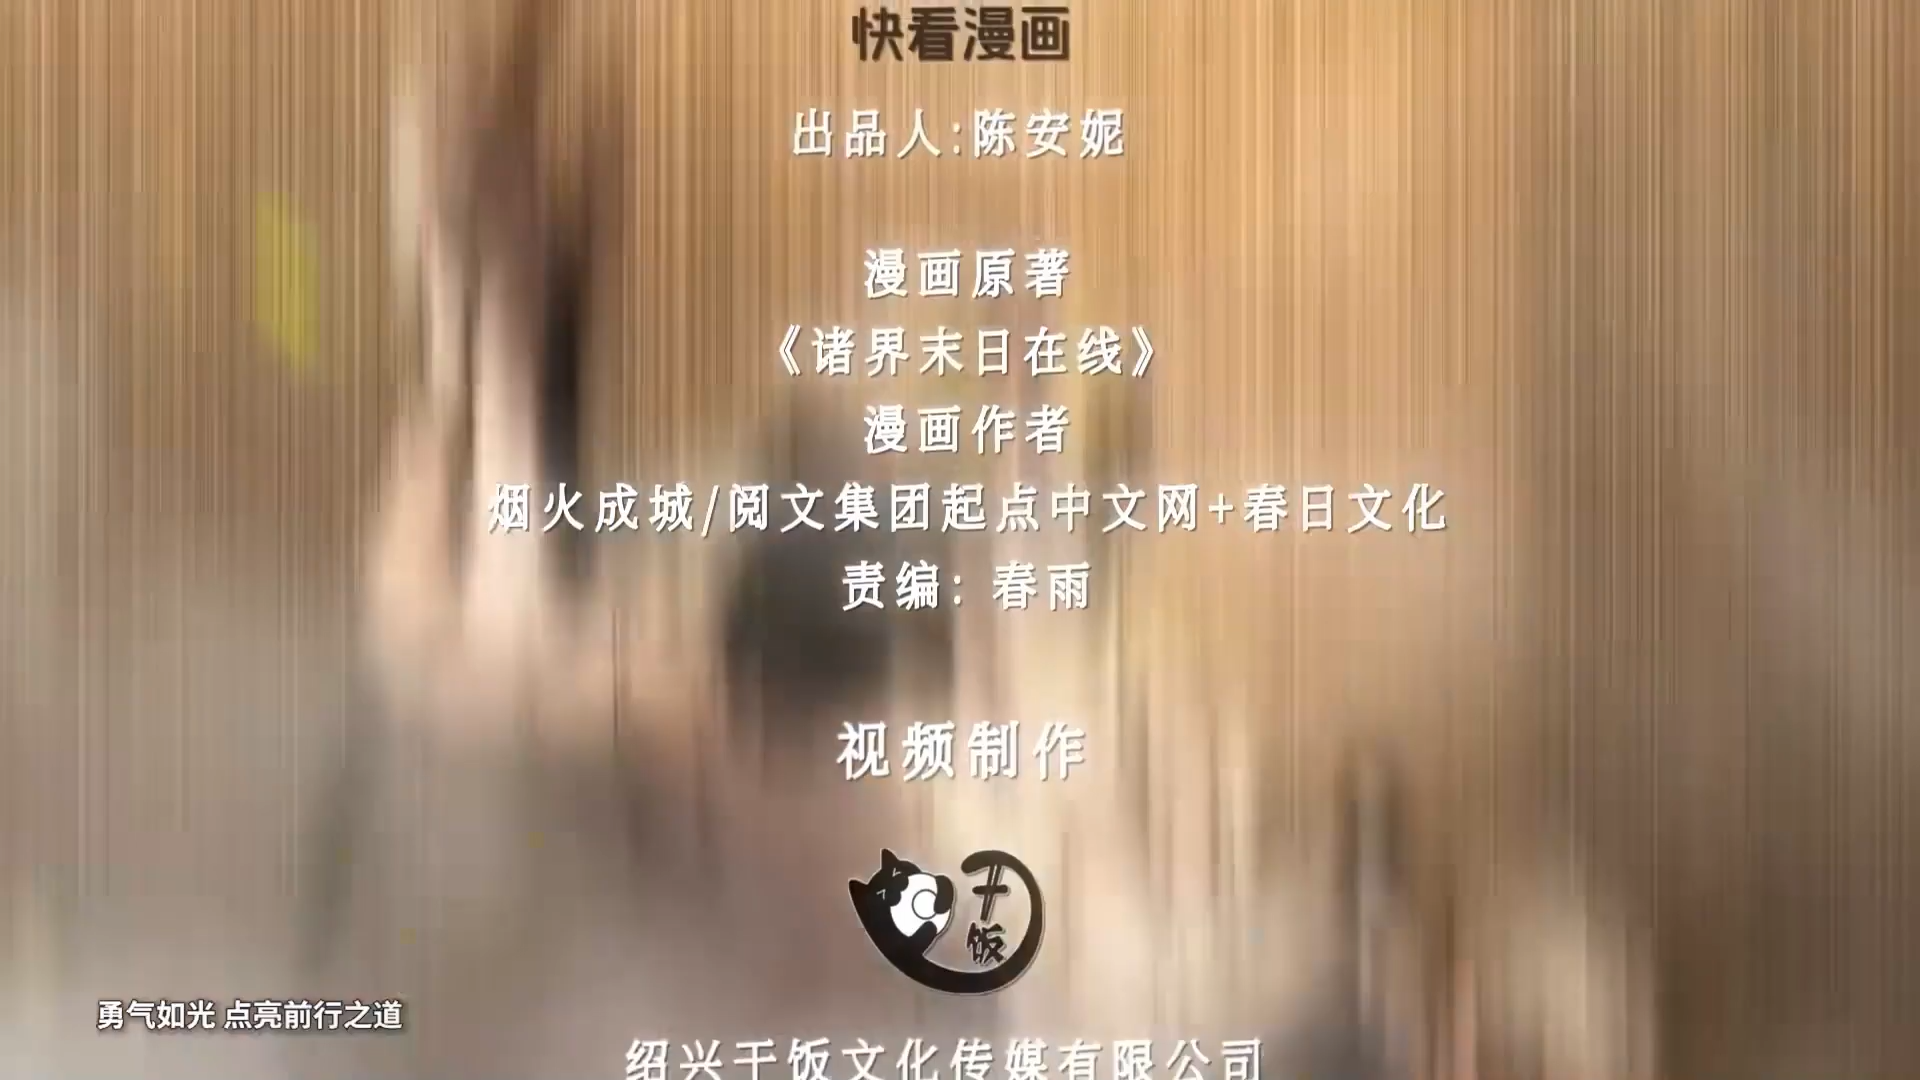 快看漫画
出品人:陈安妮
漫画原著
《诸界末日在线》
漫画作者
烟火成城/阅文集团起点中文网+春日文化
责编：春雨
视频制作
干饭
勇气如光 点亮前行之道
绍兴干饭文化传媒有限公司